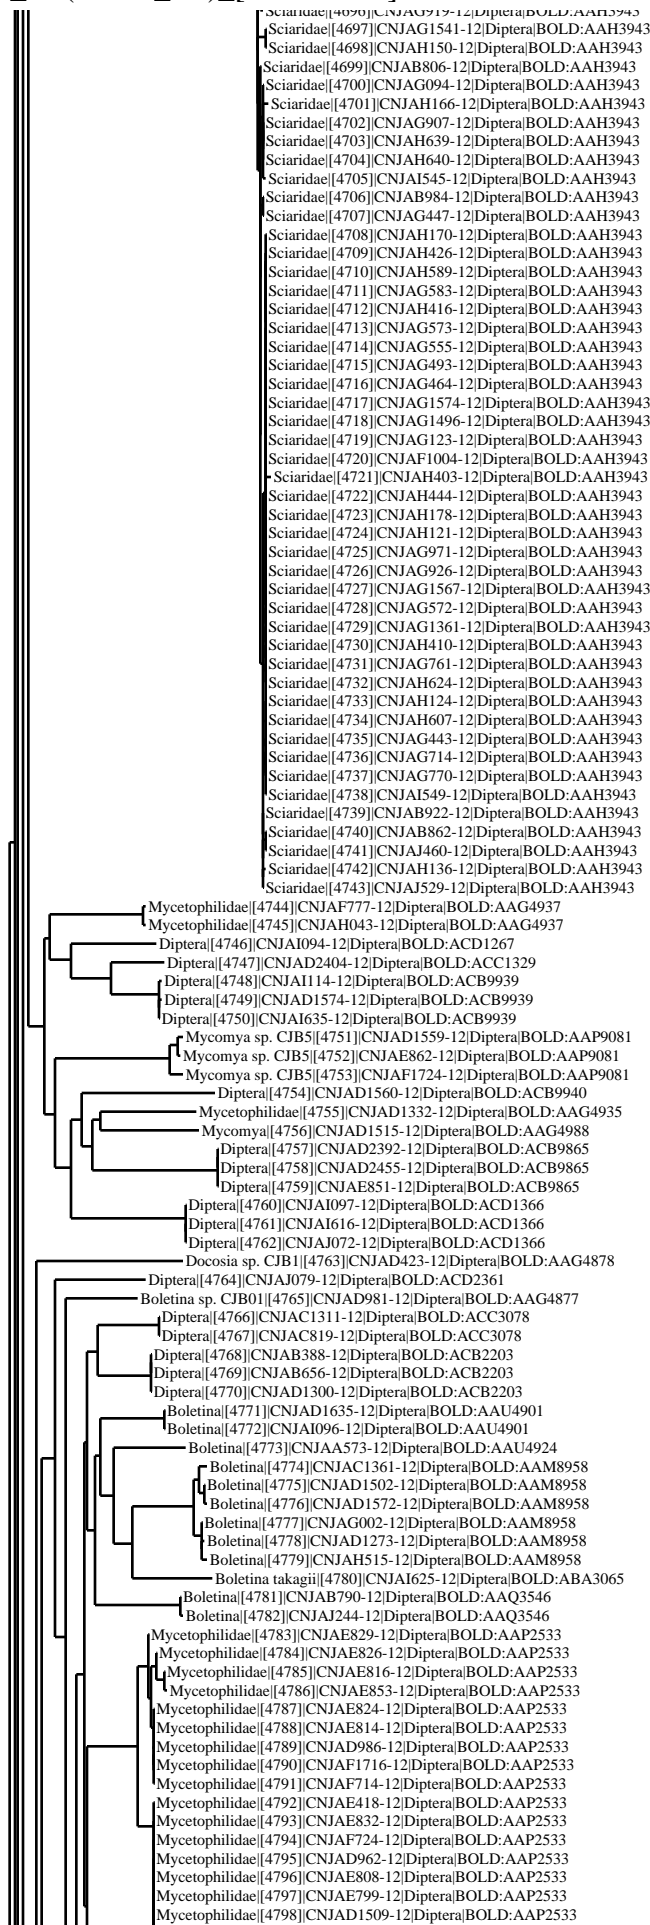 Sciaridae|[4696]|CNJAG919-12|Diptera|BOLD:AAH3943
Sciaridae|[4697]|CNJAG1541-12|Diptera|BOLD:AAH3943
Sciaridae|[4698]|CNJAH150-12|Diptera|BOLD:AAH3943
Sciaridae|[4699]|CNJAB806-12|Diptera|BOLD:AAH3943
Sciaridae|[4700]|CNJAG094-12|Diptera|BOLD:AAH3943
Sciaridae|[4701]|CNJAH166-12|Diptera|BOLD:AAH3943
Sciaridae|[4702]|CNJAG907-12|Diptera|BOLD:AAH3943
Sciaridae|[4703]|CNJAH639-12|Diptera|BOLD:AAH3943
Sciaridae|[4704]|CNJAH640-12|Diptera|BOLD:AAH3943
Sciaridae|[4705]|CNJAI545-12|Diptera|BOLD:AAH3943
Sciaridae|[4706]|CNJAB984-12|Diptera|BOLD:AAH3943
Sciaridae|[4707]|CNJAG447-12|Diptera|BOLD:AAH3943
Sciaridae|[4708]|CNJAH170-12|Diptera|BOLD:AAH3943
Sciaridae|[4709]|CNJAH426-12|Diptera|BOLD:AAH3943
Sciaridae|[4710]|CNJAH589-12|Diptera|BOLD:AAH3943
Sciaridae|[4711]|CNJAG583-12|Diptera|BOLD:AAH3943
Sciaridae|[4712]|CNJAH416-12|Diptera|BOLD:AAH3943
Sciaridae|[4713]|CNJAG573-12|Diptera|BOLD:AAH3943
Sciaridae|[4714]|CNJAG555-12|Diptera|BOLD:AAH3943
Sciaridae|[4715]|CNJAG493-12|Diptera|BOLD:AAH3943
Sciaridae|[4716]|CNJAG464-12|Diptera|BOLD:AAH3943
Sciaridae|[4717]|CNJAG1574-12|Diptera|BOLD:AAH3943
Sciaridae|[4718]|CNJAG1496-12|Diptera|BOLD:AAH3943
Sciaridae|[4719]|CNJAG123-12|Diptera|BOLD:AAH3943
Sciaridae|[4720]|CNJAF1004-12|Diptera|BOLD:AAH3943
Sciaridae|[4721]|CNJAH403-12|Diptera|BOLD:AAH3943
Sciaridae|[4722]|CNJAH444-12|Diptera|BOLD:AAH3943
Sciaridae|[4723]|CNJAH178-12|Diptera|BOLD:AAH3943
Sciaridae|[4724]|CNJAH121-12|Diptera|BOLD:AAH3943
Sciaridae|[4725]|CNJAG971-12|Diptera|BOLD:AAH3943
Sciaridae|[4726]|CNJAG926-12|Diptera|BOLD:AAH3943
Sciaridae|[4727]|CNJAG1567-12|Diptera|BOLD:AAH3943
Sciaridae|[4728]|CNJAG572-12|Diptera|BOLD:AAH3943
Sciaridae|[4729]|CNJAG1361-12|Diptera|BOLD:AAH3943
Sciaridae|[4730]|CNJAH410-12|Diptera|BOLD:AAH3943
Sciaridae|[4731]|CNJAG761-12|Diptera|BOLD:AAH3943
Sciaridae|[4732]|CNJAH624-12|Diptera|BOLD:AAH3943
Sciaridae|[4733]|CNJAH124-12|Diptera|BOLD:AAH3943
Sciaridae|[4734]|CNJAH607-12|Diptera|BOLD:AAH3943
Sciaridae|[4735]|CNJAG443-12|Diptera|BOLD:AAH3943
Sciaridae|[4736]|CNJAG714-12|Diptera|BOLD:AAH3943
Sciaridae|[4737]|CNJAG770-12|Diptera|BOLD:AAH3943
Sciaridae|[4738]|CNJAI549-12|Diptera|BOLD:AAH3943
Sciaridae|[4739]|CNJAB922-12|Diptera|BOLD:AAH3943
Sciaridae|[4740]|CNJAB862-12|Diptera|BOLD:AAH3943
Sciaridae|[4741]|CNJAJ460-12|Diptera|BOLD:AAH3943
Sciaridae|[4742]|CNJAH136-12|Diptera|BOLD:AAH3943
Sciaridae|[4743]|CNJAJ529-12|Diptera|BOLD:AAH3943
Mycetophilidae|[4744]|CNJAF777-12|Diptera|BOLD:AAG4937
Mycetophilidae|[4745]|CNJAH043-12|Diptera|BOLD:AAG4937
Diptera|[4746]|CNJAI094-12|Diptera|BOLD:ACD1267
Diptera|[4747]|CNJAD2404-12|Diptera|BOLD:ACC1329
Diptera|[4748]|CNJAI114-12|Diptera|BOLD:ACB9939
Diptera|[4749]|CNJAD1574-12|Diptera|BOLD:ACB9939
Diptera|[4750]|CNJAI635-12|Diptera|BOLD:ACB9939
Mycomya sp. CJB5|[4751]|CNJAD1559-12|Diptera|BOLD:AAP9081
Mycomya sp. CJB5|[4752]|CNJAE862-12|Diptera|BOLD:AAP9081
Mycomya sp. CJB5|[4753]|CNJAF1724-12|Diptera|BOLD:AAP9081
Diptera|[4754]|CNJAD1560-12|Diptera|BOLD:ACB9940
Mycetophilidae|[4755]|CNJAD1332-12|Diptera|BOLD:AAG4935
Mycomya|[4756]|CNJAD1515-12|Diptera|BOLD:AAG4988
Diptera|[4757]|CNJAD2392-12|Diptera|BOLD:ACB9865
Diptera|[4758]|CNJAD2455-12|Diptera|BOLD:ACB9865
Diptera|[4759]|CNJAE851-12|Diptera|BOLD:ACB9865
Diptera|[4760]|CNJAI097-12|Diptera|BOLD:ACD1366
Diptera|[4761]|CNJAI616-12|Diptera|BOLD:ACD1366
Diptera|[4762]|CNJAJ072-12|Diptera|BOLD:ACD1366
Docosia sp. CJB1|[4763]|CNJAD423-12|Diptera|BOLD:AAG4878
Diptera|[4764]|CNJAJ079-12|Diptera|BOLD:ACD2361
Boletina sp. CJB01|[4765]|CNJAD981-12|Diptera|BOLD:AAG4877
Diptera|[4766]|CNJAC1311-12|Diptera|BOLD:ACC3078
Diptera|[4767]|CNJAC819-12|Diptera|BOLD:ACC3078
Diptera|[4768]|CNJAB388-12|Diptera|BOLD:ACB2203
Diptera|[4769]|CNJAB656-12|Diptera|BOLD:ACB2203
Diptera|[4770]|CNJAD1300-12|Diptera|BOLD:ACB2203
Boletina|[4771]|CNJAD1635-12|Diptera|BOLD:AAU4901
Boletina|[4772]|CNJAI096-12|Diptera|BOLD:AAU4901
Boletina|[4773]|CNJAA573-12|Diptera|BOLD:AAU4924
Boletina|[4774]|CNJAC1361-12|Diptera|BOLD:AAM8958
Boletina|[4775]|CNJAD1502-12|Diptera|BOLD:AAM8958
Boletina|[4776]|CNJAD1572-12|Diptera|BOLD:AAM8958
Boletina|[4777]|CNJAG002-12|Diptera|BOLD:AAM8958
Boletina|[4778]|CNJAD1273-12|Diptera|BOLD:AAM8958
Boletina|[4779]|CNJAH515-12|Diptera|BOLD:AAM8958
Boletina takagii|[4780]|CNJAI625-12|Diptera|BOLD:ABA3065
Boletina|[4781]|CNJAB790-12|Diptera|BOLD:AAQ3546
Boletina|[4782]|CNJAJ244-12|Diptera|BOLD:AAQ3546
Mycetophilidae|[4783]|CNJAE829-12|Diptera|BOLD:AAP2533
Mycetophilidae|[4784]|CNJAE826-12|Diptera|BOLD:AAP2533
Mycetophilidae|[4785]|CNJAE816-12|Diptera|BOLD:AAP2533
Mycetophilidae|[4786]|CNJAE853-12|Diptera|BOLD:AAP2533
Mycetophilidae|[4787]|CNJAE824-12|Diptera|BOLD:AAP2533
Mycetophilidae|[4788]|CNJAE814-12|Diptera|BOLD:AAP2533
Mycetophilidae|[4789]|CNJAD986-12|Diptera|BOLD:AAP2533
Mycetophilidae|[4790]|CNJAF1716-12|Diptera|BOLD:AAP2533
Mycetophilidae|[4791]|CNJAF714-12|Diptera|BOLD:AAP2533
Mycetophilidae|[4792]|CNJAE418-12|Diptera|BOLD:AAP2533
Mycetophilidae|[4793]|CNJAE832-12|Diptera|BOLD:AAP2533
Mycetophilidae|[4794]|CNJAF724-12|Diptera|BOLD:AAP2533
Mycetophilidae|[4795]|CNJAD962-12|Diptera|BOLD:AAP2533
Mycetophilidae|[4796]|CNJAE808-12|Diptera|BOLD:AAP2533
Mycetophilidae|[4797]|CNJAE799-12|Diptera|BOLD:AAP2533
Mycetophilidae|[4798]|CNJAD1509-12|Diptera|BOLD:AAP2533